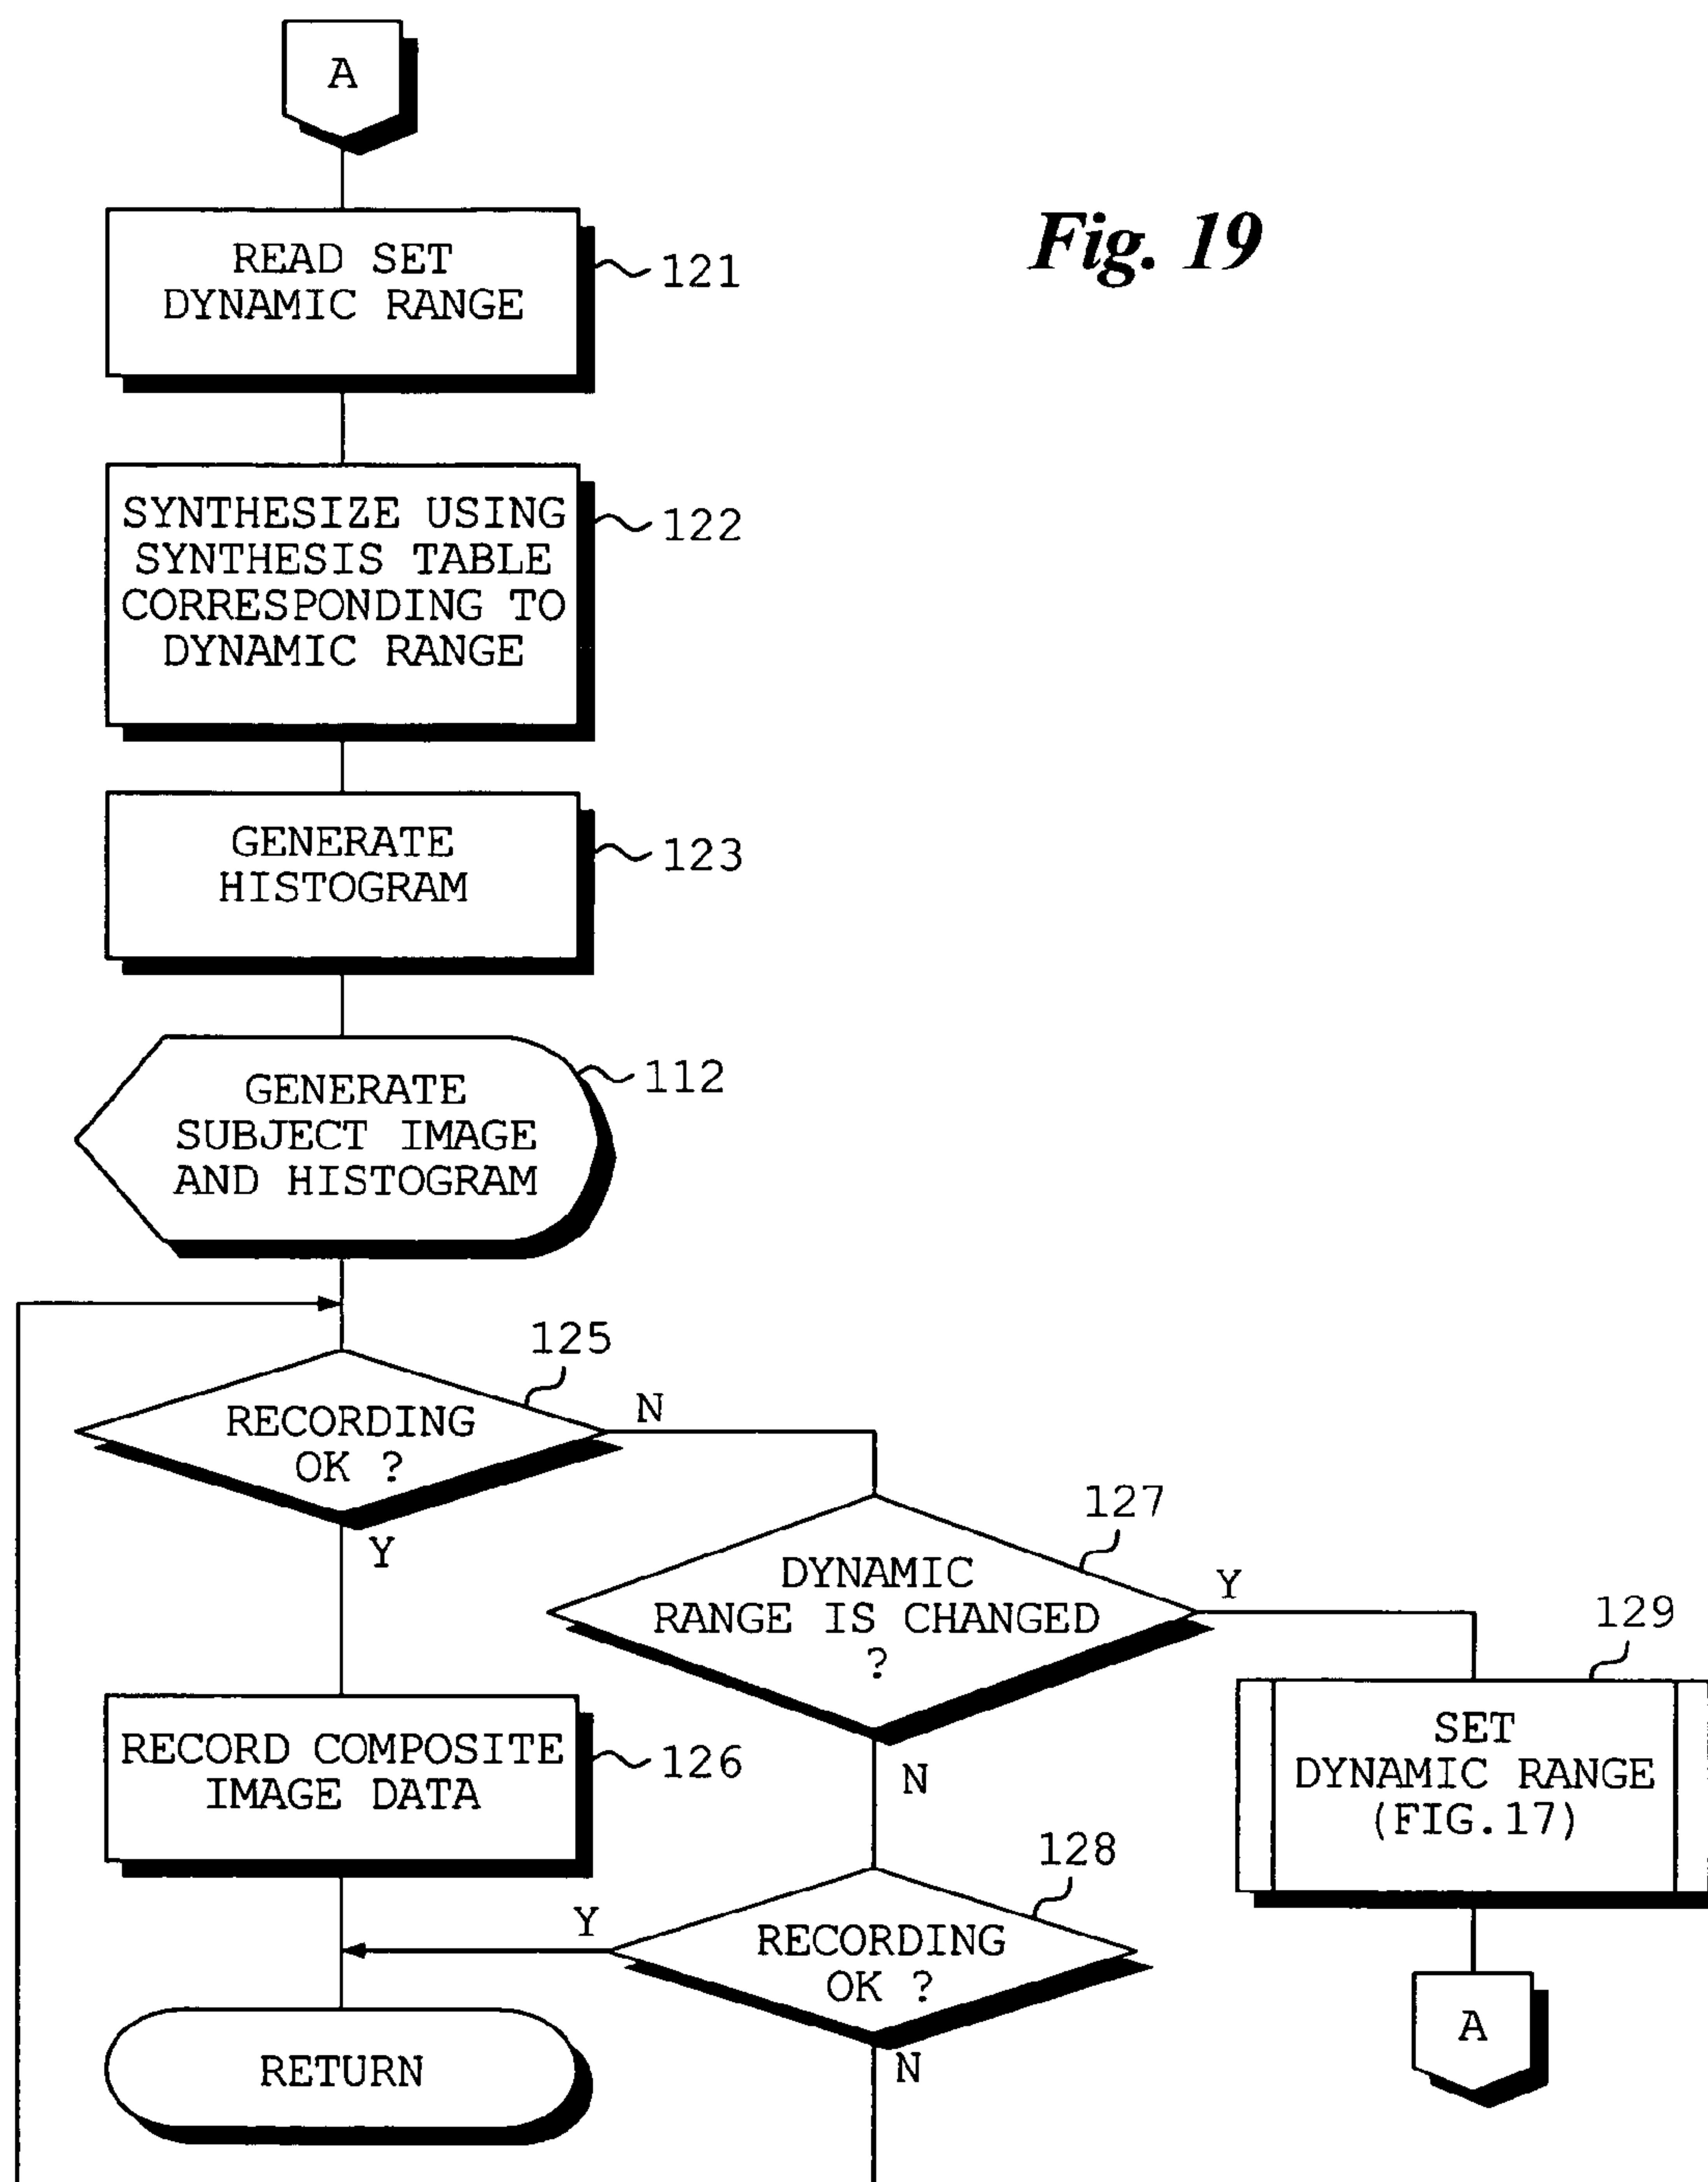 A
Fig. 19
READ SET
DYNAMIC RANGE
121
SYNTHESIZE USING
SYNTHESIS TABLE
CORRESPONDING TO
DYNAMIC RANGE
122
GENERATE
HISTOGRAM
123
GENERATE
SUBJECT IMAGE
AND HISTOGRAM
112
125
RECORDING
OK ?
N
Y
127
DYNAMIC
RANGE IS CHANGED
?
Y
N
129
SET
DYNAMIC RANGE
(FIG.17)
RECORD COMPOSITE
IMAGE DATA
126
128
RECORDING
OK ?
Y
N
A
RETURN